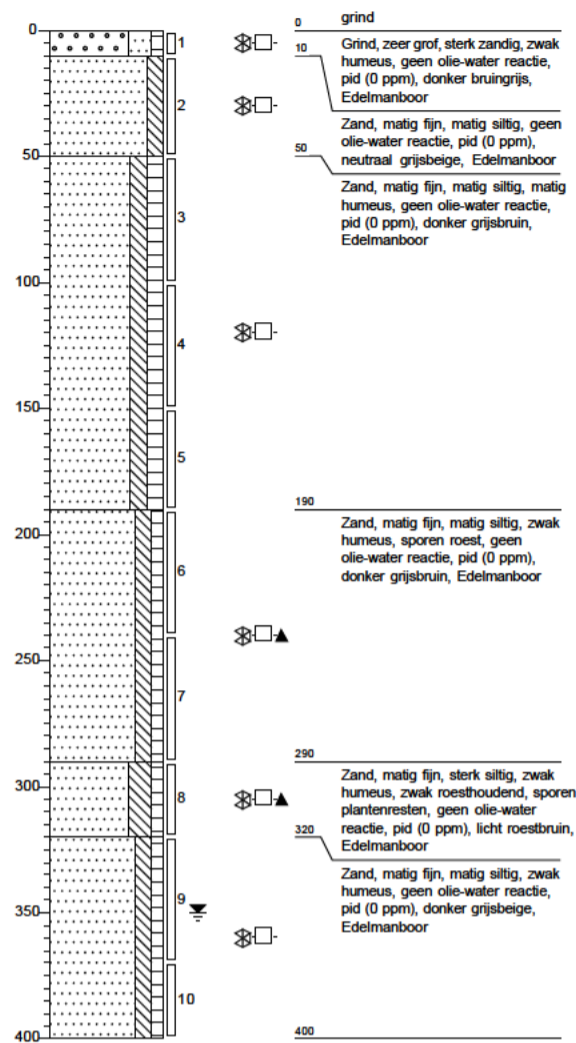 0
50
100
150
200
250
300
350
400
1
2
3
4
5
6
7
8
9
10
0
grind
10
Grind, zeer grof, sterk zandig, zwak
humeus, geen olie-water reactie,
pid (0 ppm), donker bruingrijs,
Edelmanboor
Zand, matig fijn, matig siltig, geen
olie-water reactie, pid (0 ppm),
neutraal grijsbeige, Edelmanboor
50
Zand, matig fijn, matig siltig, matig
humeus, geen olie-water reactie,
pid (0 ppm), donker grijsbruin,
Edelmanboor
190
Zand, matig fijn, matig siltig, zwak
humeus, sporen roest, geen
olie-water reactie, pid (0 ppm),
donker grijsbruin, Edelmanboor
290
Zand, matig fijn, sterk siltig, zwak
humeus, zwak roesthoudend, sporen
plantenresten, geen olie-water
reactie, pid (0 ppm), licht roestbruin,
Edelmanboor
320
Zand, matig fijn, matig siltig, zwak
humeus, geen olie-water reactie,
pid (0 ppm), donker grijsbeige,
Edelmanboor
400